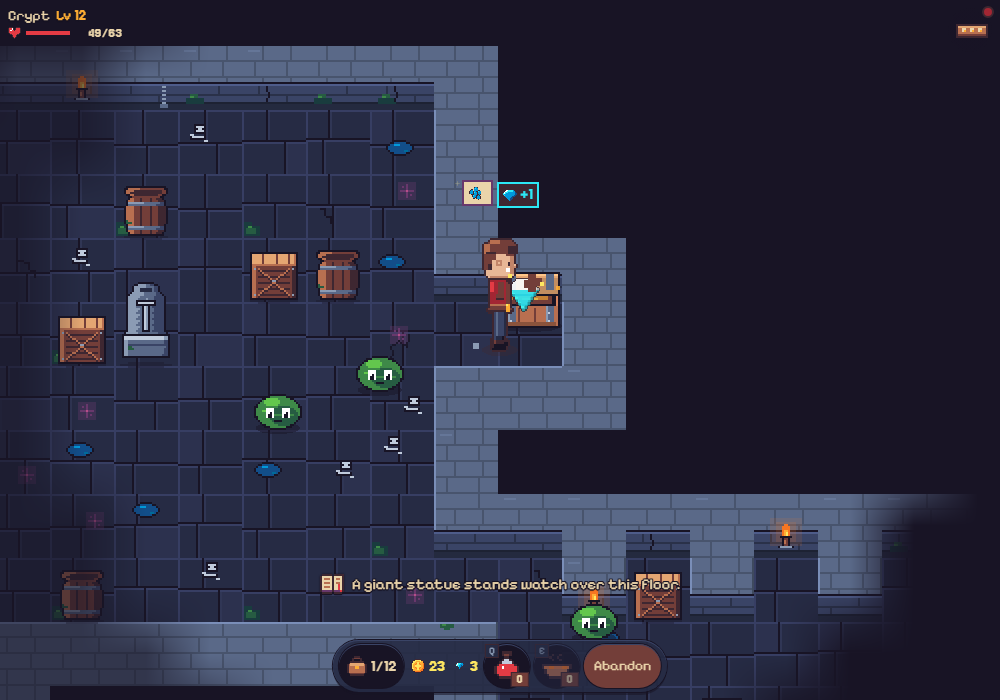 Crypt Lv 12
49/63
+1
A giant statue stands watch over this floor.
1/12 23 3 Q 0 E 0 Abandon